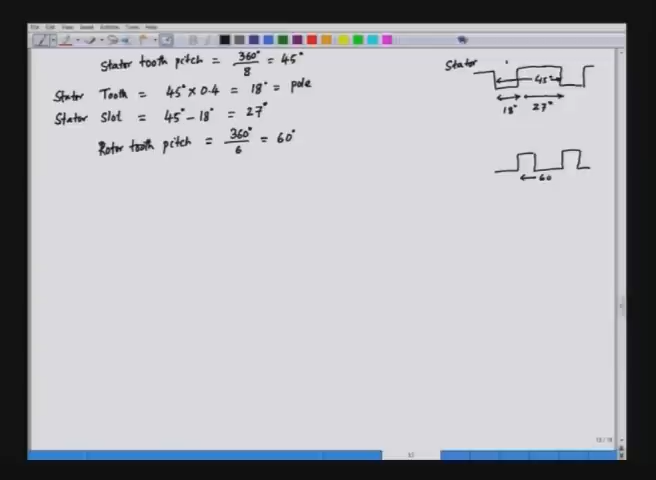 Stator tooth pitch = 360°/8 = 45°
Stator Tooth = 45° × 0.4 = 18° = pole
Stator Slot = 45° - 18° = 27°
Rotor tooth pitch = 360°/6 = 60°
Stator
45°
18° 27°
60